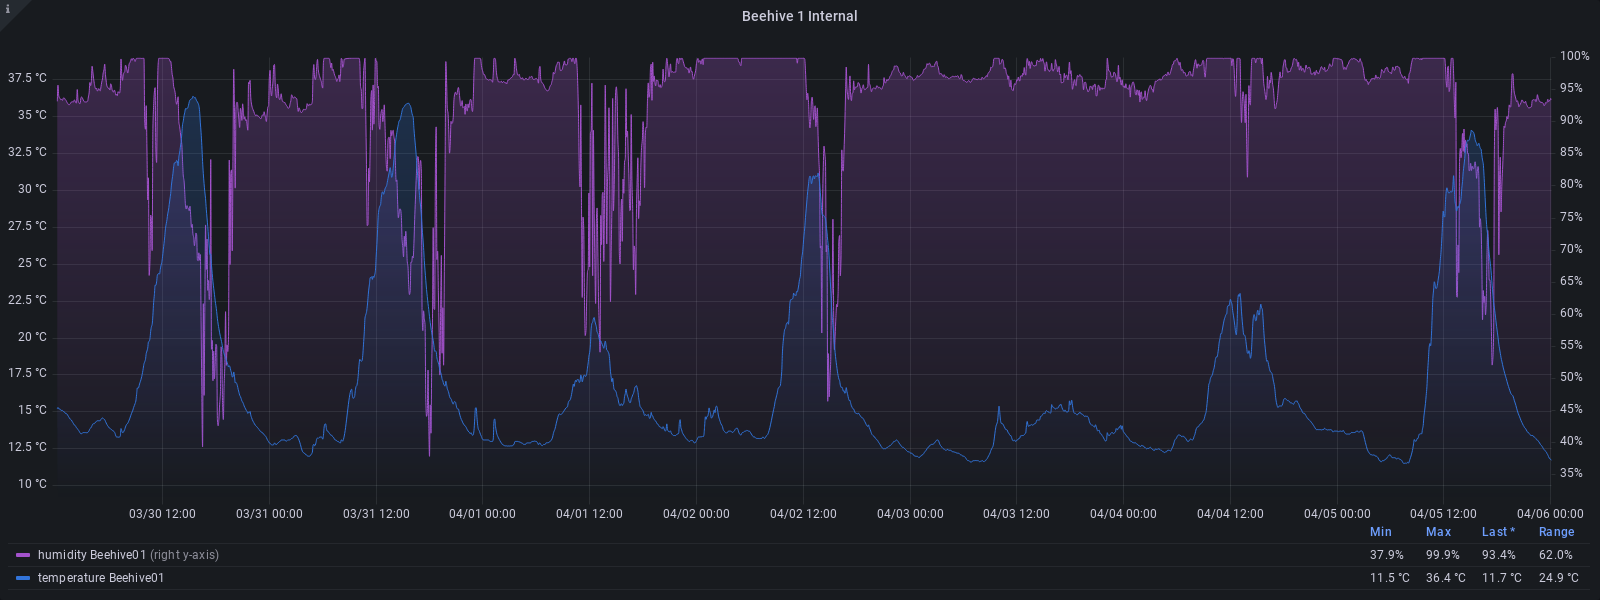 i
Beehive 1 Internal
100%
37.5 °C
95%
35 °C
90%
32.5 °C
85%
30 °C
80%
27.5 °C
75%
25 °C
70%
22.5 °C
65%
20 °C
60%
17.5 °C
55%
15 °C
50%
12.5 °C
45%
10 °C
40%
35%
03/30 12:00 03/31 00:00 03/31 12:00 04/01 00:00 04/01 12:00 04/02 00:00 04/02 12:00 04/03 00:00 04/03 12:00 04/04 00:00 04/04 12:00 04/05 00:00 04/05 12:00 04/06 00:00
Min Max Last * Range
humidity Beehive01 (right y-axis) 37.9% 99.9% 93.4% 62.0%
temperature Beehive01 11.5 °C 36.4 °C 11.7 °C 24.9 °C